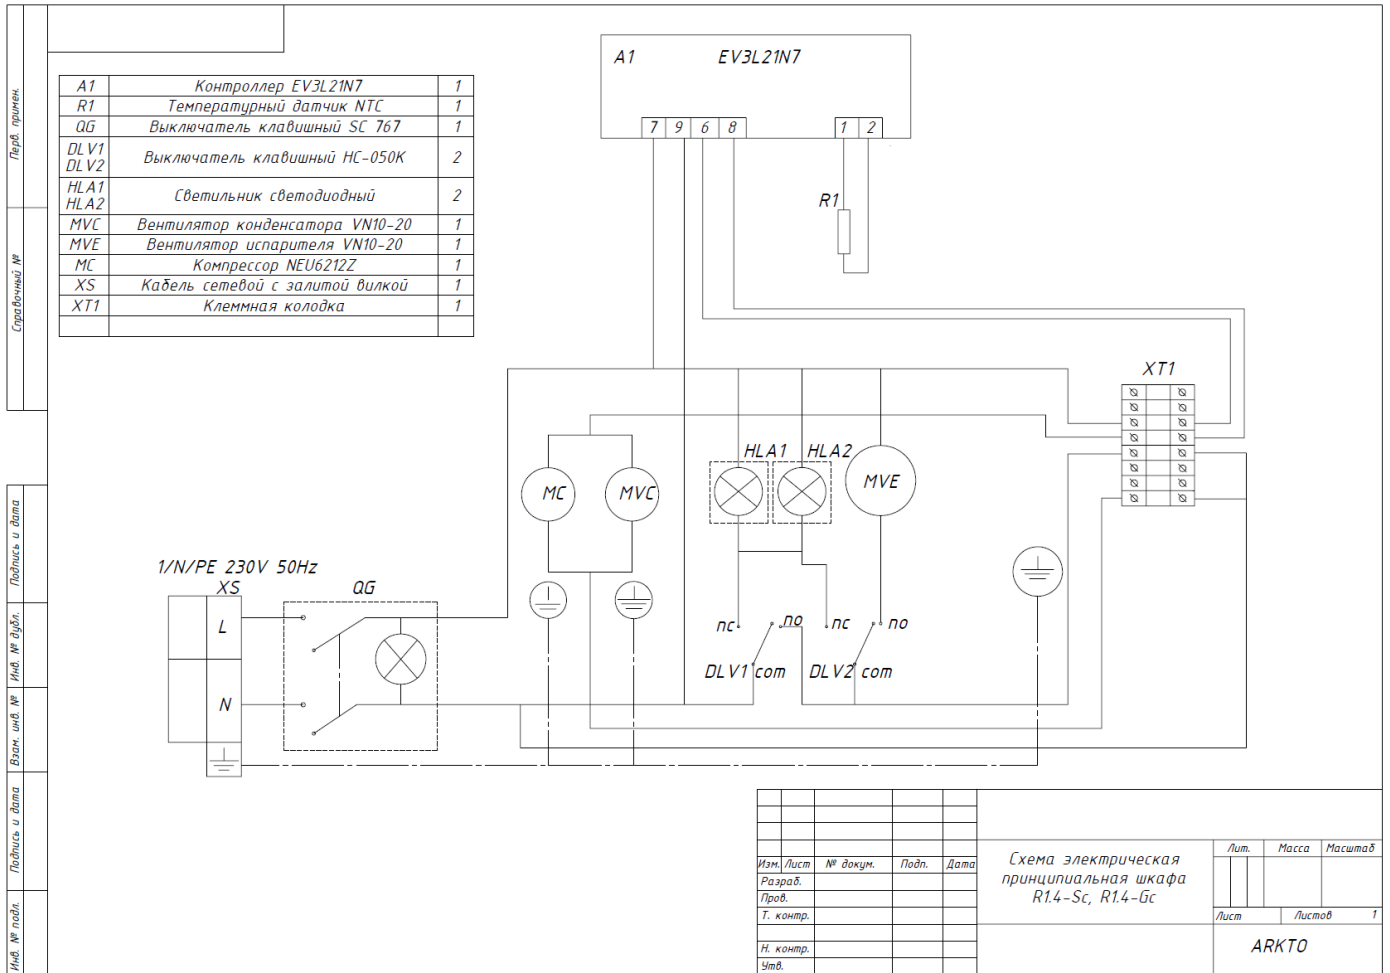 Перв. примен.
Справочный №
Подпись и дата
Инв. № дубл.
Взам. инв. №
Подпись и дата
Инв. № подл.
A1 Контроллер EV3L21N7 1
R1 Температурный датчик NTC 1
QG Выключатель клавишный SC 767 1
DLV1
DLV2 Выключатель клавишный HC-050K 2
HLA1
HLA2 Светильник светодиодный 2
MVC Вентилятор конденсатора VN10-20 1
MVE Вентилятор испарителя VN10-20 1
MC Компрессор NEU6212Z 1
XS Кабель сетевой с залитой вилкой 1
XT1 Клеммная колодка 1
A1 EV3L21N7
7 9 6 8 1 2
R1
XT1
HLA1 HLA2
MC MVC MVE
1/N/PE 230V 50Hz
XS QG
L
N
nc no nc no
DLV1 com DLV2 com
Изм. Лист № докум. Подп. Дата
Разраб.
Пров.
Т. контр.
Н. контр.
Утв.
Схема электрическая
принципиальная шкафа
R1.4-Sc, R1.4-Gc
Лит. Масса Масштаб
Лист Листов 1
ARKTO